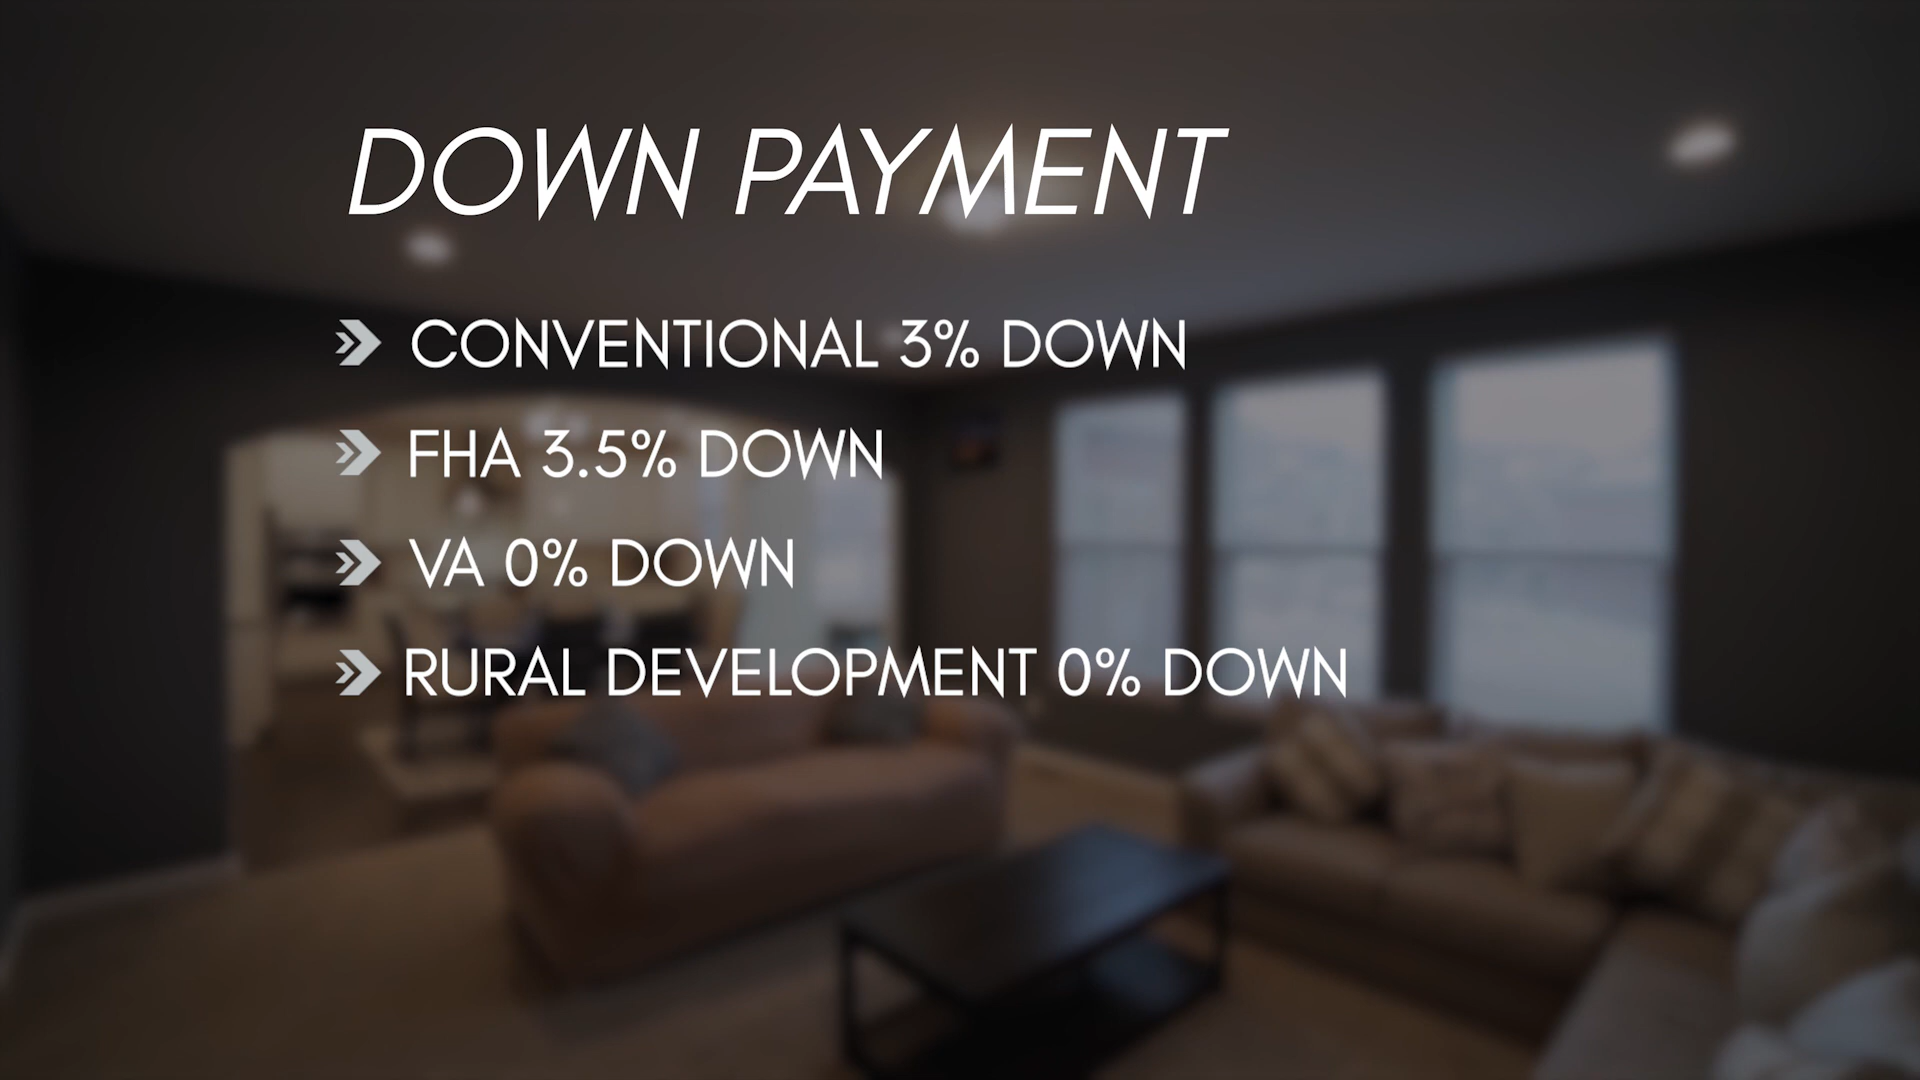 DOWN PAYMENT
CONVENTIONAL 3% DOWN
FHA 3.5% DOWN
VA 0% DOWN
RURAL DEVELOPMENT 0% DOWN